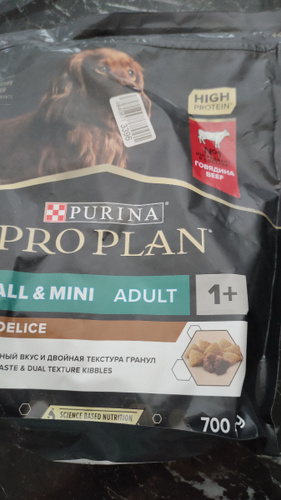 HIGH
PROTEIN
ГОВЯДИНА
BEEF
PURINA
PRO PLAN
ALL & MINI ADULT 1+
DELICE
НЫЙ ВКУС И ДВОЙНАЯ ТЕКСТУРА ГРАНУЛ
ASTE & DUAL TEXTURE KIBBLES
SCIENCE BASED NUTRITION
700